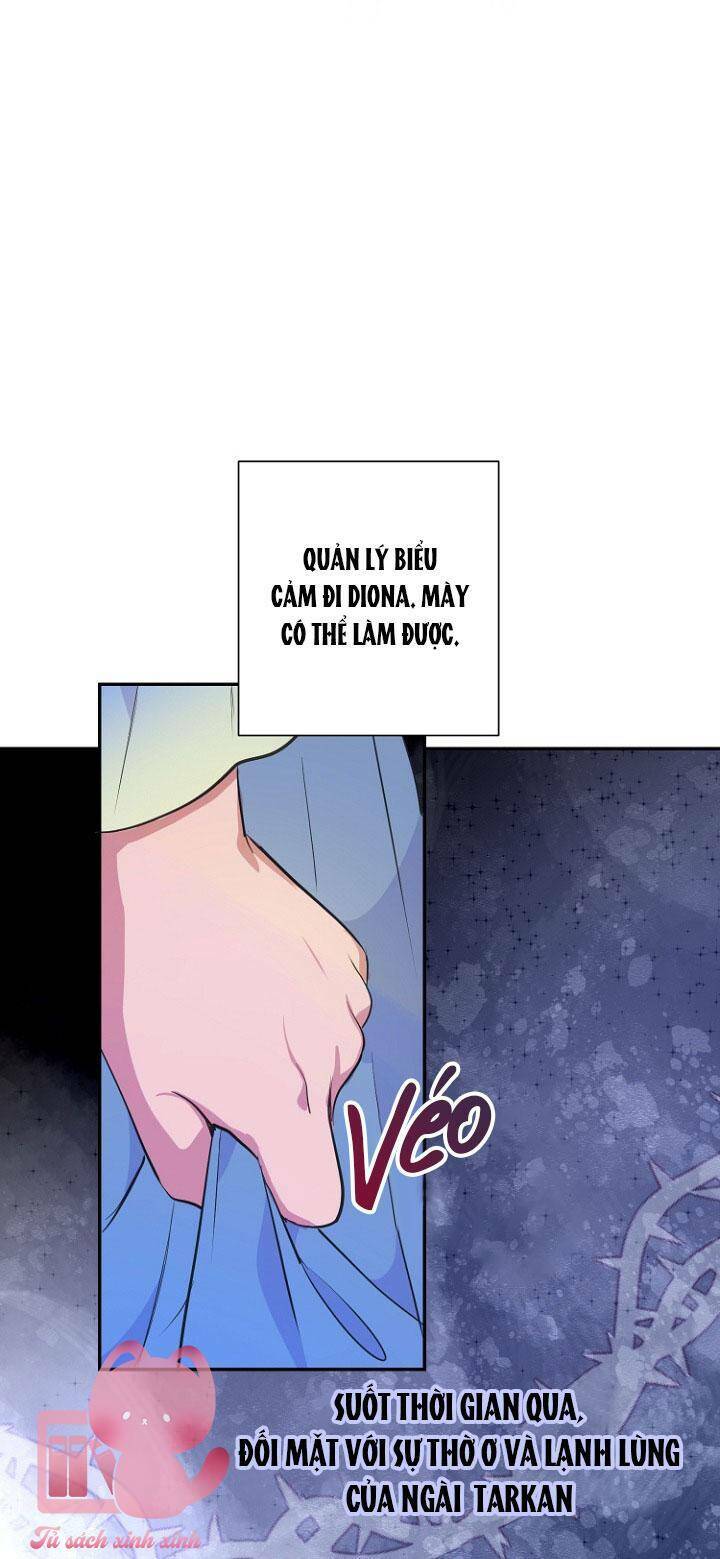 QUẢN LÝ BIỂU
CẢM ĐI DIONA. MÀY
CÓ THỂ LÀM ĐƯỢC.
VÉO
SUỐT THỜI GIAN QUA,
ĐỐI MẶT VỚI SỰ THỜ Ơ VÀ LẠNH LÙNG
CỦA NGÀI TARKAN
Tủ sách xinh xinh